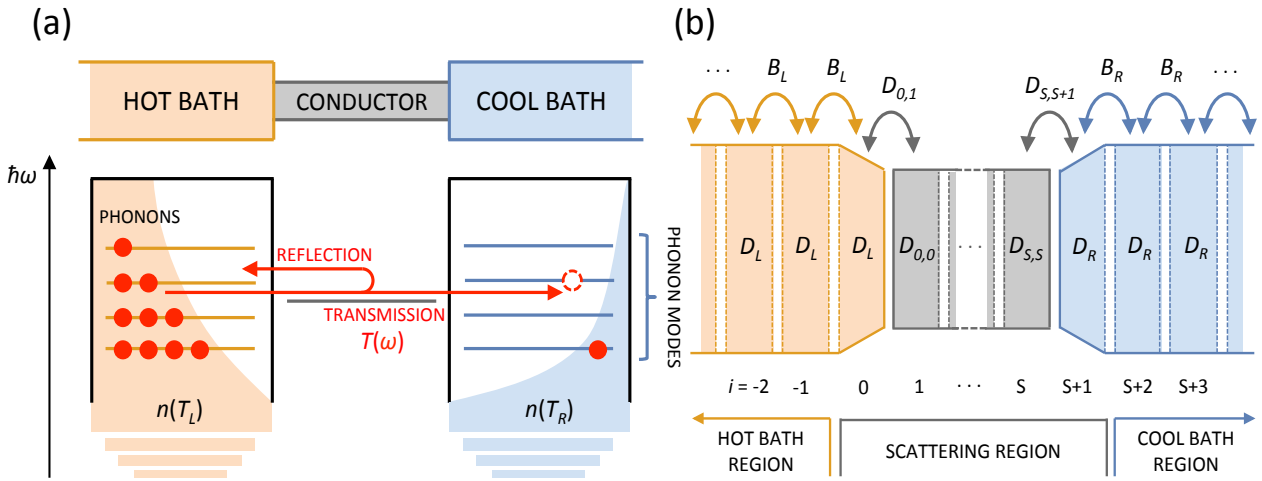 (a)
HOT BATH
CONDUCTOR
COOL BATH
ħω
PHONONS
REFLECTION
TRANSMISSION
T(ω)
n(T_L)
n(T_R)
PHONON MODES
(b)
··· B_L B_L D_0,1 D_S,S+1 B_R B_R ···
D_L D_L D_L D_0,0 ··· D_S,S D_R D_R D_R
i = -2 -1 0 1 ··· S S+1 S+2 S+3
HOT BATH
REGION
SCATTERING REGION
COOL BATH
REGION